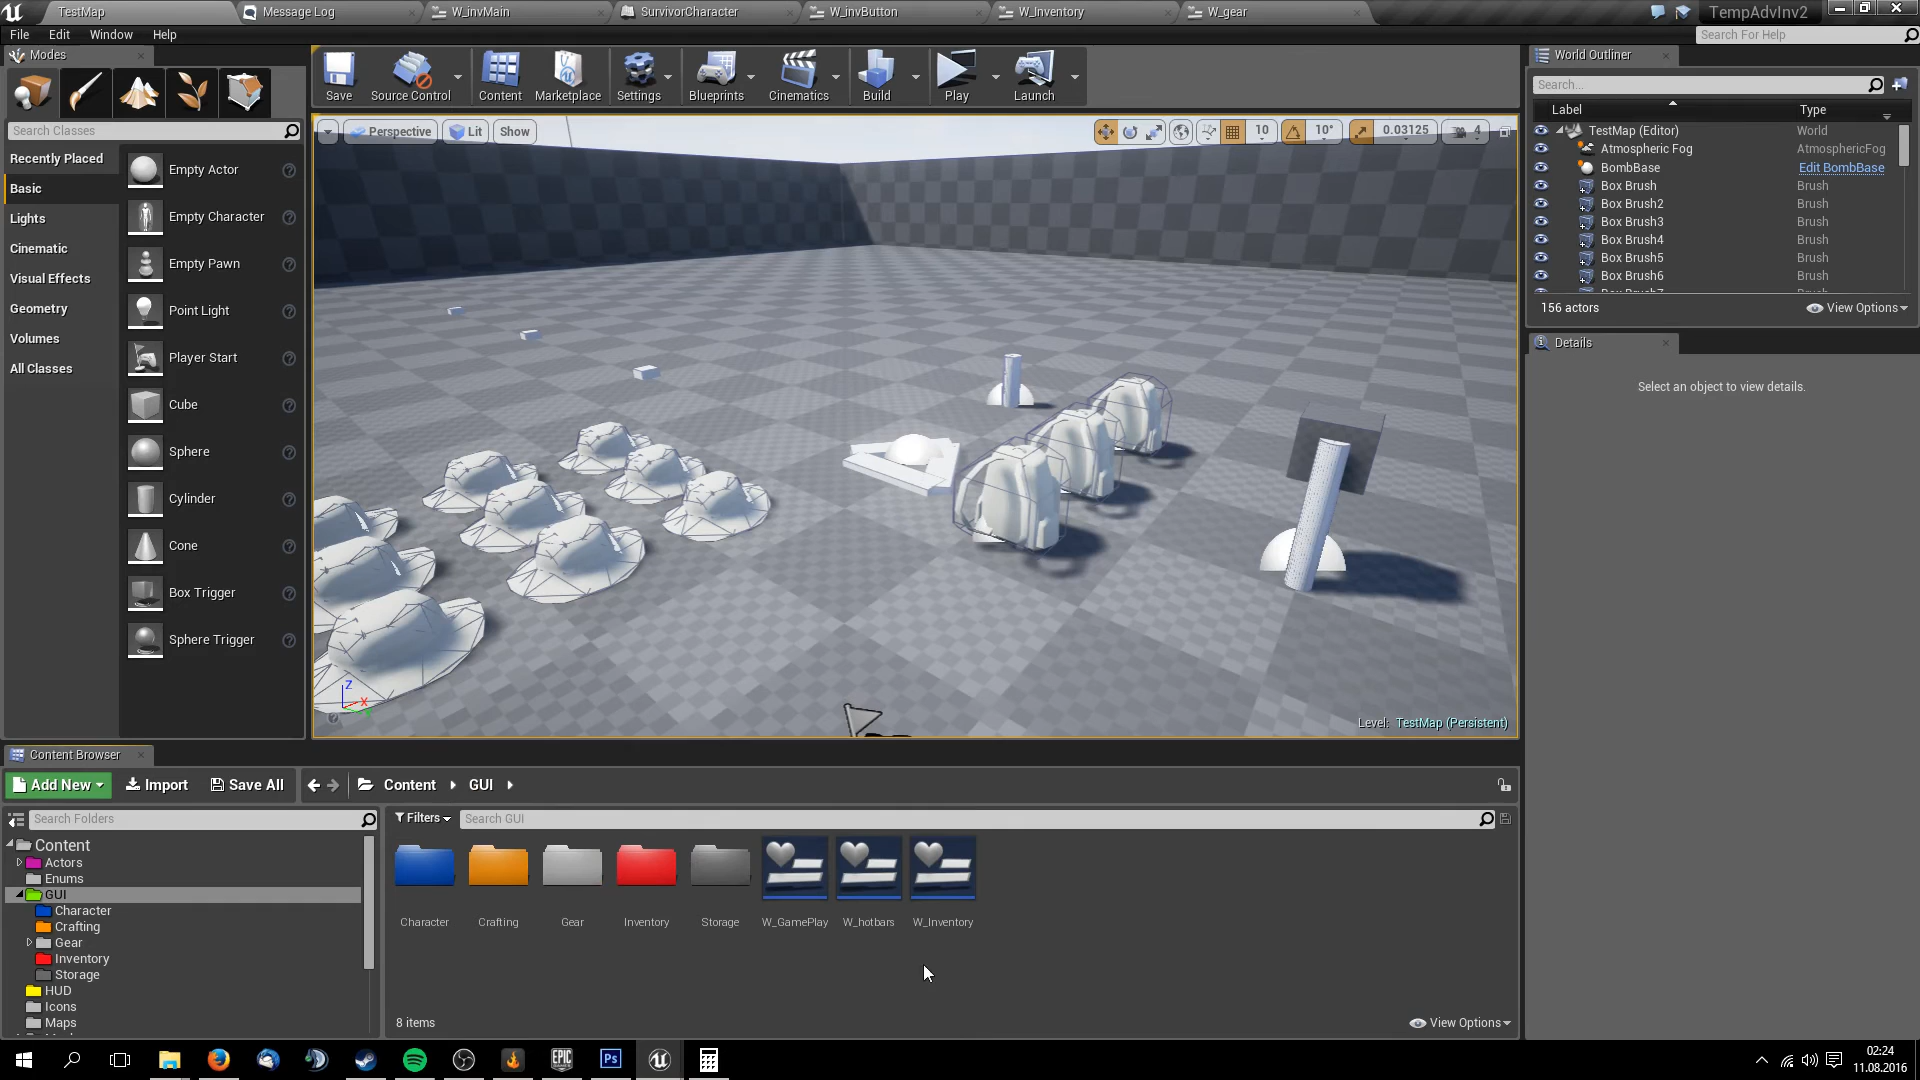 TestMap
Message Log
W_invMain
SurvivorCharacter
W_invButton
W_Inventory
W_gear
TempAdvInv2
File Edit Window Help
Search For Help
Modes
Save
Source Control
Content
Marketplace
Settings
Blueprints
Cinematics
Build
Play
Launch
Search Classes
Recently Placed
Basic
Lights
Cinematic
Visual Effects
Geometry
Volumes
All Classes
Empty Actor
Empty Character
Empty Pawn
Point Light
Player Start
Cube
Sphere
Cylinder
Cone
Box Trigger
Sphere Trigger
Perspective
Lit
Show
10
10°
0.03125
4
Z
X
Level: TestMap (Persistent)
World Outliner
Search...
Label Type
TestMap (Editor) World
Atmospheric Fog AtmosphericFog
BombBase Edit BombBase
Box Brush Brush
Box Brush2 Brush
Box Brush3 Brush
Box Brush4 Brush
Box Brush5 Brush
Box Brush6 Brush
Box Brush7 Brush
156 actors
View Options
Details
Select an object to view details.
Content Browser
Add New
Import
Save All
Content
GUI
Search Folders
Filters
Search GUI
Content
Actors
Enums
GUI
Character
Crafting
Gear
Inventory
Storage
HUD
Icons
Maps
Character
Crafting
Gear
Inventory
Storage
W_GamePlay
W_hotbars
W_Inventory
8 items
View Options
EPIC
GAMES
Ps
02:24
11.08.2016